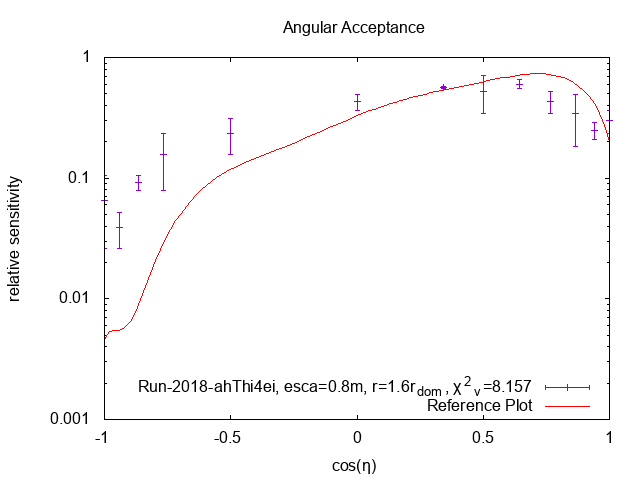 Angular Acceptance
relative sensitivity
1
0.1
0.01
0.001
Run-2018-ahThi4ei, esca=0.8m, r=1.6r_dom, χ²_ν=8.157
Reference Plot
-1
-0.5
0
0.5
1
cos(η)